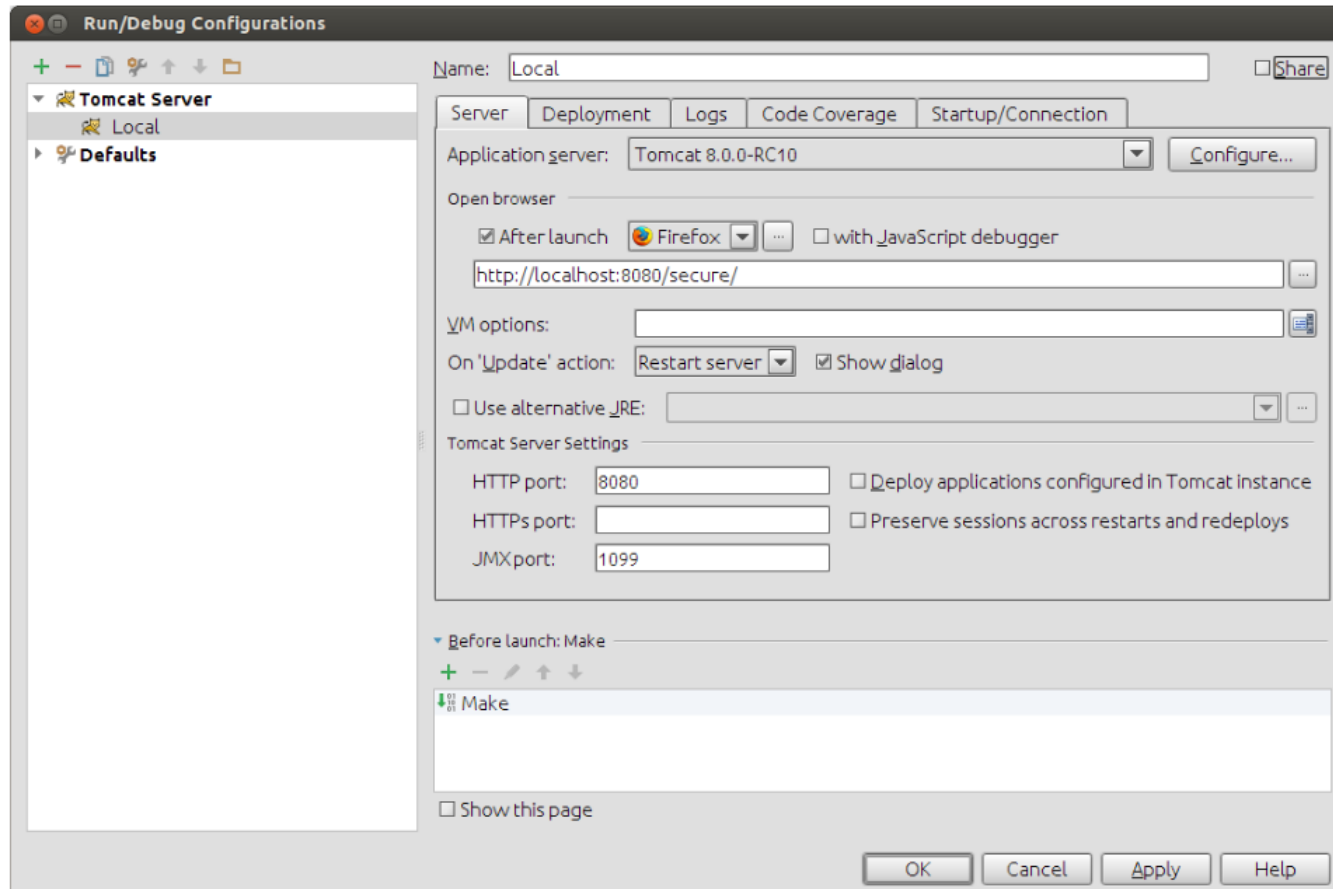 Run/Debug Configurations
Name: Local Share
Tomcat Server
Local
Defaults
Server Deployment Logs Code Coverage Startup/Connection
Application server: Tomcat 8.0.0-RC10 Configure...
Open browser
After launch Firefox ... with JavaScript debugger
http://localhost:8080/secure/ ...
VM options:
On 'Update' action: Restart server Show dialog
Use alternative JRE: ...
Tomcat Server Settings
HTTP port: 8080 Deploy applications configured in Tomcat instance
HTTPs port: Preserve sessions across restarts and redeploys
JMX port: 1099
Before launch: Make
Make
Show this page
OK Cancel Apply Help